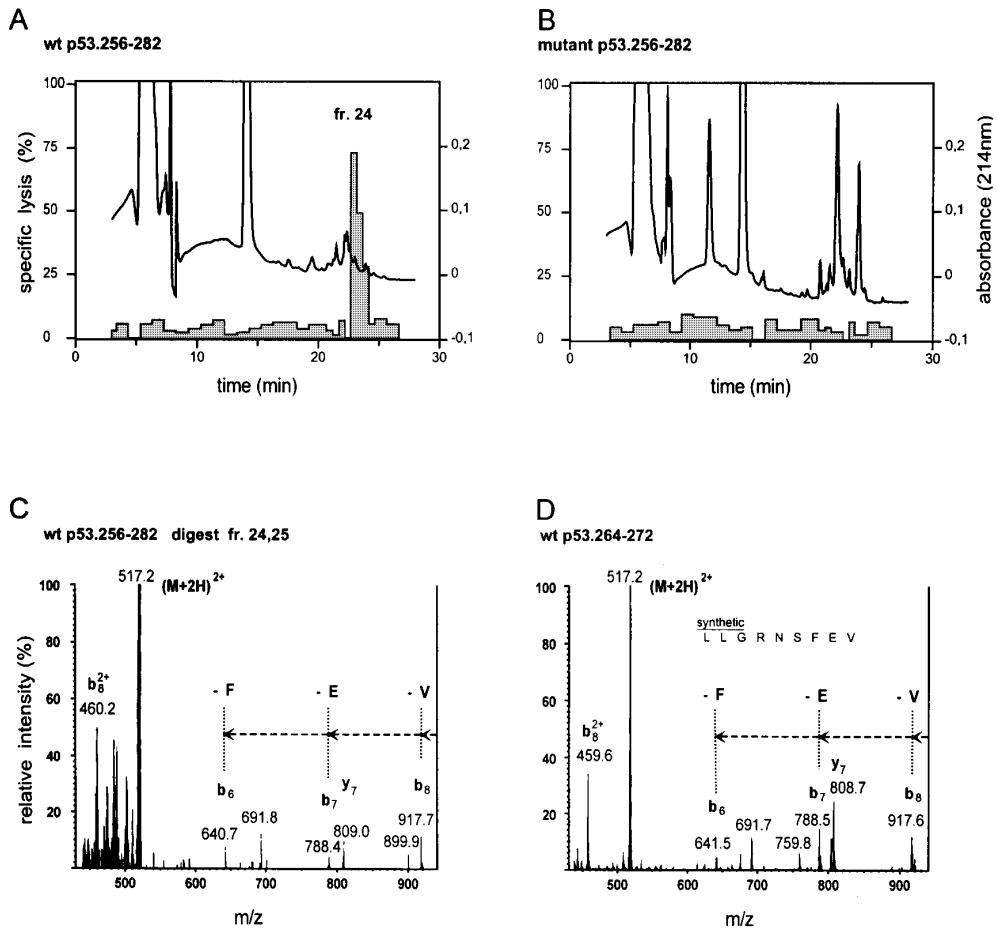 A
wt p53.256-282
fr. 24
100
75
50
25
0
specific lysis (%)
0,2
0,1
0
-0,1
0 10 20 30
time (min)
B
mutant p53.256-282
100
75
50
25
0
0,2
0,1
0
-0,1
absorbance (214nm)
0 10 20 30
time (min)
C
wt p53.256-282 digest fr. 24,25
517.2 (M+2H) 2+
100
80
60
40
20
relative intensity (%)
b8 2+
460.2
- F - E - V
b6 b7 y7 b8
640.7 691.8 788.4 809.0 899.9 917.7
500 600 700 800 900
m/z
D
wt p53.264-272
517.2 (M+2H) 2+
100
80
60
40
20
synthetic
L L G R N S F E V
- F - E - V
b8 2+
459.6
b6 b7 y7 b8
641.5 691.7 759.8 788.5 808.7 917.6
500 600 700 800 900
m/z